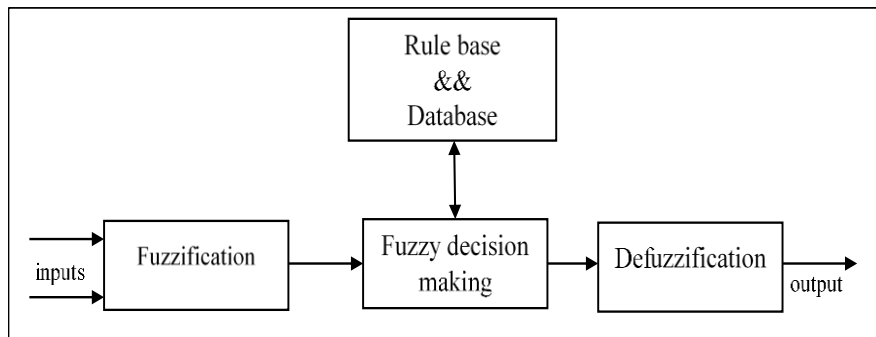 Rule base
&&
Database
inputs
Fuzzification
Fuzzy decision
making
Defuzzification
output